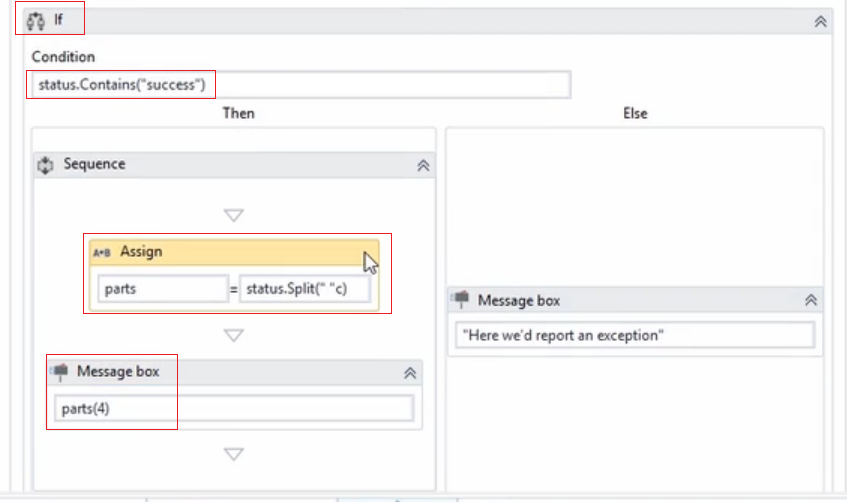 If
Condition
status.Contains("success")
Then
Else
Sequence
A+B Assign
parts = status.Split(" "c)
Message box
"Here we'd report an exception"
Message box
parts(4)